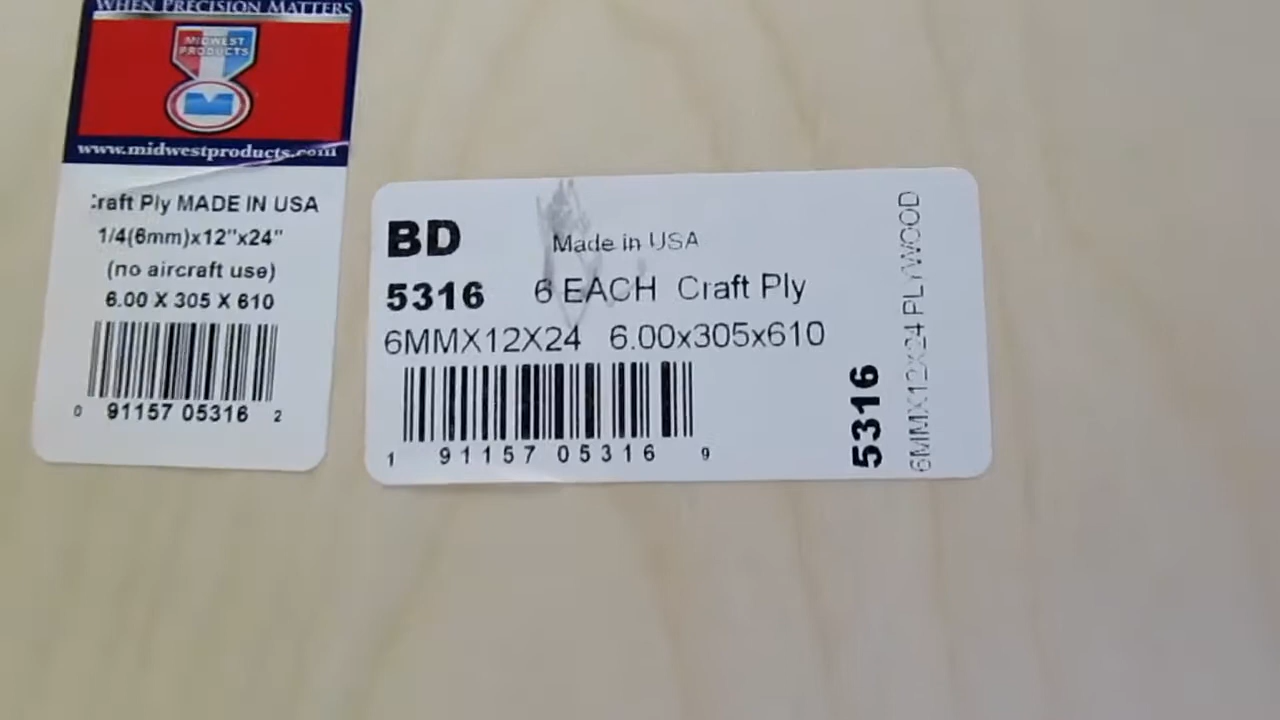 WHEN PRECISION MATTERS
MIDWEST
PRODUCTS
www.midwestproducts.com
Craft Ply MADE IN USA
1/4(6mm)x12"x24"
(no aircraft use)
6.00 X 305 X 610
0 91157 05316 2
BD
Made in USA
5316 6 EACH Craft Ply
6MMX12X24 6.00x305x610
1 91157 05316 9
5316
6MMX12X24 PLYWOOD